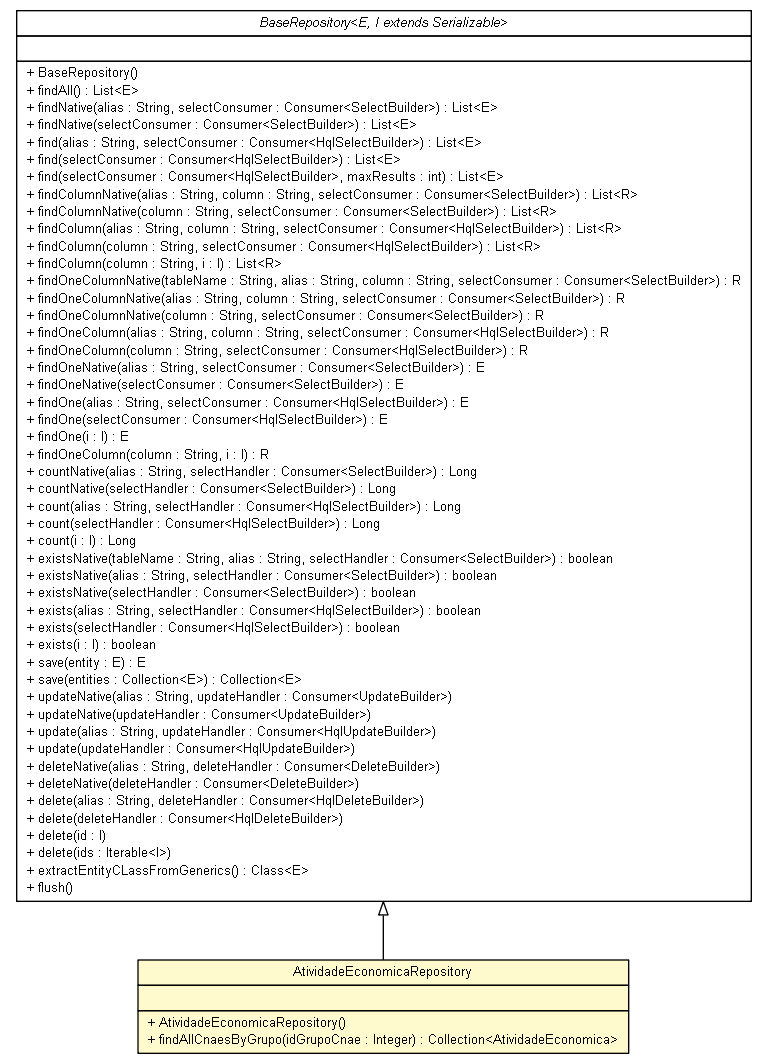 BaseRepository<E, I extends Serializable>
+ BaseRepository()
+ findAll() : List<E>
+ findNative(alias : String, selectConsumer : Consumer<SelectBuilder>) : List<E>
+ findNative(selectConsumer : Consumer<SelectBuilder>) : List<E>
+ find(alias : String, selectConsumer : Consumer<HqlSelectBuilder>) : List<E>
+ find(selectConsumer : Consumer<HqlSelectBuilder>) : List<E>
+ find(selectConsumer : Consumer<HqlSelectBuilder>, maxResults : int) : List<E>
+ findColumnNative(alias : String, column : String, selectConsumer : Consumer<SelectBuilder>) : List<R>
+ findColumnNative(column : String, selectConsumer : Consumer<SelectBuilder>) : List<R>
+ findColumn(alias : String, column : String, selectConsumer : Consumer<HqlSelectBuilder>) : List<R>
+ findColumn(column : String, selectConsumer : Consumer<HqlSelectBuilder>) : List<R>
+ findColumn(column : String, i : I) : List<R>
+ findOneColumnNative(tableName : String, alias : String, column : String, selectConsumer : Consumer<SelectBuilder>) : R
+ findOneColumnNative(alias : String, column : String, selectConsumer : Consumer<SelectBuilder>) : R
+ findOneColumnNative(column : String, selectConsumer : Consumer<SelectBuilder>) : R
+ findOneColumn(alias : String, column : String, selectConsumer : Consumer<HqlSelectBuilder>) : R
+ findOneColumn(column : String, selectConsumer : Consumer<HqlSelectBuilder>) : R
+ findOneNative(alias : String, selectConsumer : Consumer<SelectBuilder>) : E
+ findOneNative(selectConsumer : Consumer<SelectBuilder>) : E
+ findOne(alias : String, selectConsumer : Consumer<HqlSelectBuilder>) : E
+ findOne(selectConsumer : Consumer<HqlSelectBuilder>) : E
+ findOne(i : I) : E
+ findOneColumn(column : String, i : I) : R
+ countNative(alias : String, selectHandler : Consumer<SelectBuilder>) : Long
+ countNative(selectHandler : Consumer<SelectBuilder>) : Long
+ count(alias : String, selectHandler : Consumer<HqlSelectBuilder>) : Long
+ count(selectHandler : Consumer<HqlSelectBuilder>) : Long
+ count(i : I) : Long
+ existsNative(tableName : String, alias : String, selectHandler : Consumer<SelectBuilder>) : boolean
+ existsNative(alias : String, selectHandler : Consumer<SelectBuilder>) : boolean
+ existsNative(selectHandler : Consumer<SelectBuilder>) : boolean
+ exists(alias : String, selectHandler : Consumer<HqlSelectBuilder>) : boolean
+ exists(selectHandler : Consumer<HqlSelectBuilder>) : boolean
+ exists(i : I) : boolean
+ save(entity : E) : E
+ save(entities : Collection<E>) : Collection<E>
+ updateNative(alias : String, updateHandler : Consumer<UpdateBuilder>)
+ updateNative(updateHandler : Consumer<UpdateBuilder>)
+ update(alias : String, updateHandler : Consumer<HqlUpdateBuilder>)
+ update(updateHandler : Consumer<HqlUpdateBuilder>)
+ deleteNative(alias : String, deleteHandler : Consumer<DeleteBuilder>)
+ deleteNative(deleteHandler : Consumer<DeleteBuilder>)
+ delete(alias : String, deleteHandler : Consumer<HqlDeleteBuilder>)
+ delete(deleteHandler : Consumer<HqlDeleteBuilder>)
+ delete(id : I)
+ delete(ids : Iterable<I>)
+ extractEntityCLassFromGenerics() : Class<E>
+ flush()
AtividadeEconomicaRepository
+ AtividadeEconomicaRepository()
+ findAllCnaesByGrupo(idGrupoCnae : Integer) : Collection<AtividadeEconomica>